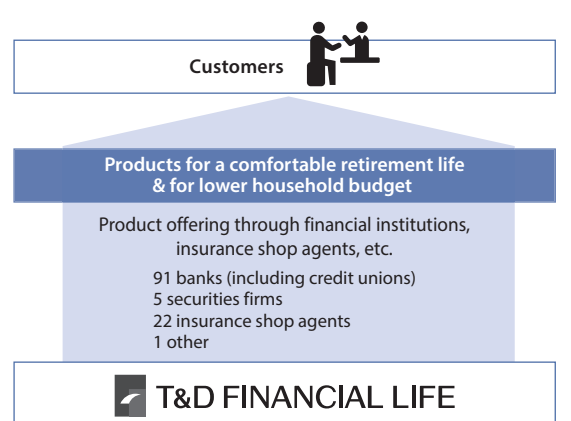 Customers
Products for a comfortable retirement life
& for lower household budget
Product offering through financial institutions,
insurance shop agents, etc.
91 banks (including credit unions)
5 securities firms
22 insurance shop agents
1 other
T&D FINANCIAL LIFE